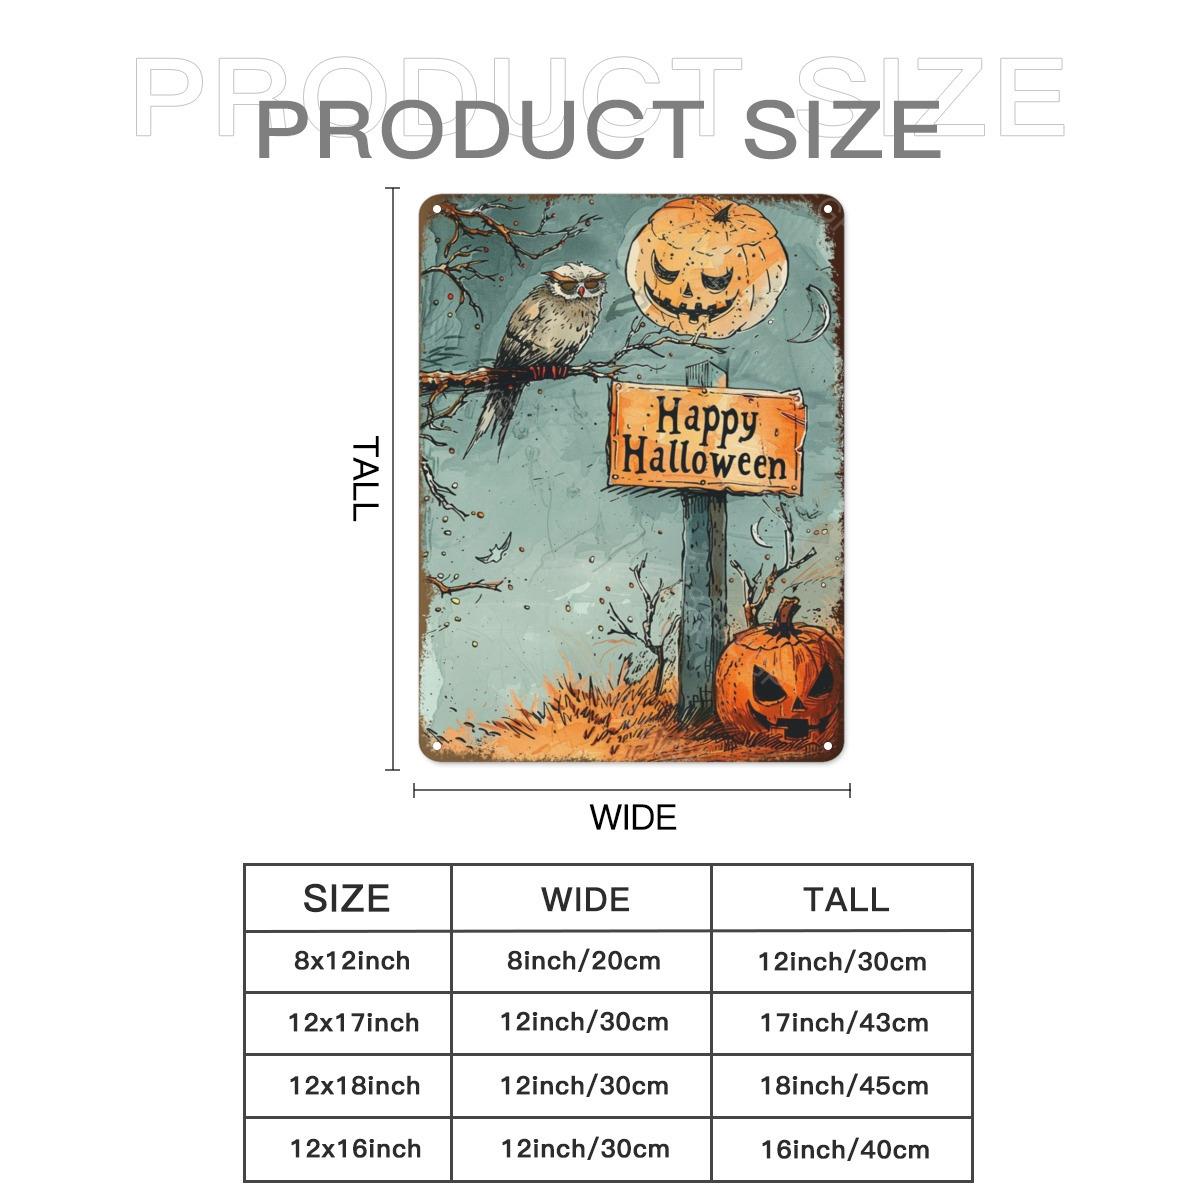 PRODUCT SIZE
PRODUCT SIZE
Happy
Halloween
TALL
WIDE
SIZE WIDE TALL
8x12inch 8inch/20cm 12inch/30cm
12x17inch 12inch/30cm 17inch/43cm
12x18inch 12inch/30cm 18inch/45cm
12x16inch 12inch/30cm 16inch/40cm